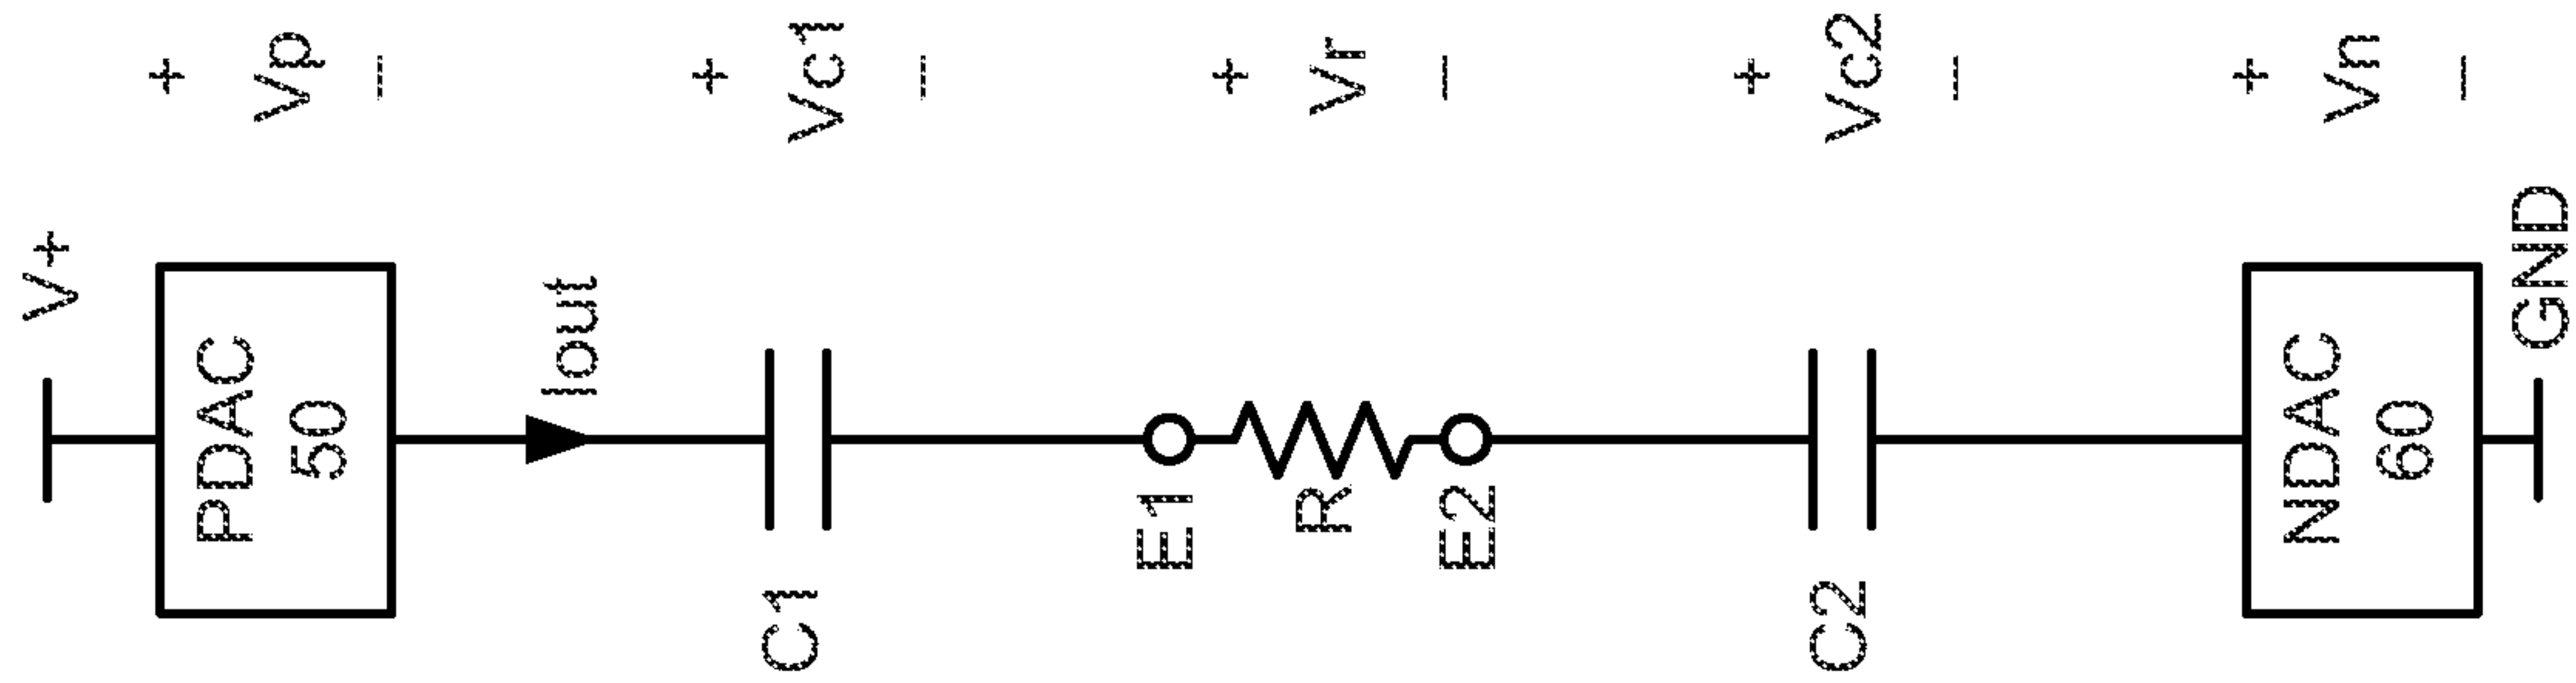 V+
PDAC
50
+
Vp
−
Iout
C1
+
Vc1
−
E1
R
E2
+
Vr
−
C2
+
Vc2
−
NDAC
60
+
Vn
−
GND